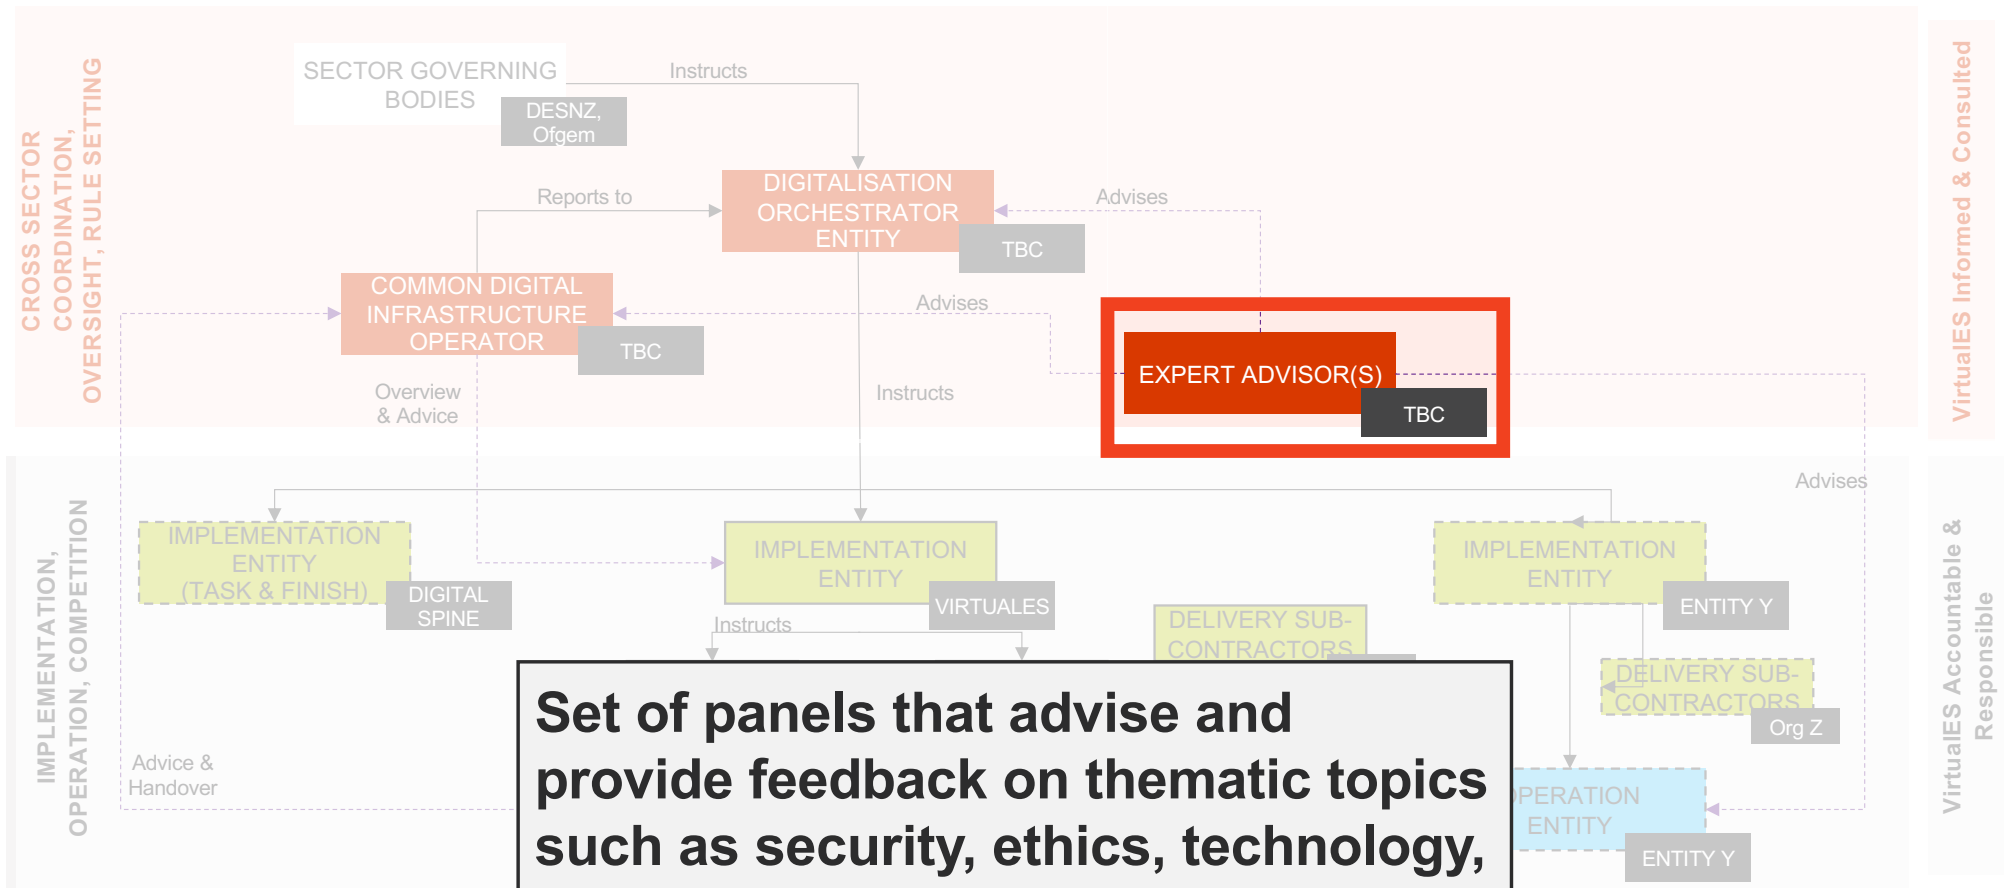 CROSS SECTOR
COORDINATION,
OVERSIGHT, RULE SETTING
SECTOR GOVERNING
BODIES
DESNZ,
Ofgem
Instructs
DIGITALISATION
ORCHESTRATOR
ENTITY
TBC
Reports to
Advises
COMMON DIGITAL
INFRASTRUCTURE
OPERATOR
TBC
Advises
EXPERT ADVISOR(S)
TBC
Overview
& Advice
Instructs
VirtualES Informed & Consulted
IMPLEMENTATION,
OPERATION, COMPETITION
Advises
IMPLEMENTATION
ENTITY
(TASK & FINISH)
DIGITAL
SPINE
IMPLEMENTATION
ENTITY
VIRTUALES
IMPLEMENTATION
ENTITY
ENTITY Y
Instructs
DELIVERY SUB-
CONTRACTORS
DELIVERY SUB-
CONTRACTORS
Org Z
Advice &
Handover
Set of panels that advise and
provide feedback on thematic topics
such as security, ethics, technology,
OPERATION
ENTITY
ENTITY Y
VirtualES Accountable &
Responsible